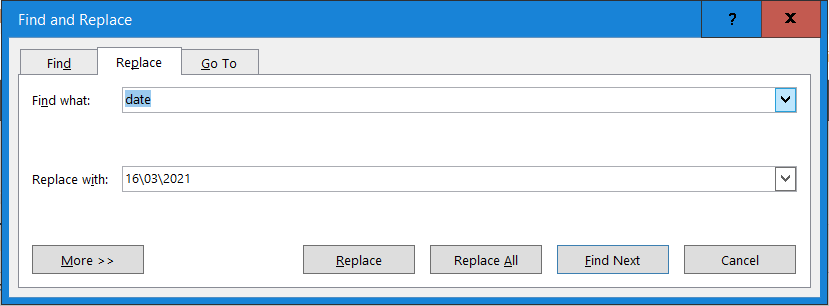 Find and Replace ? x
Find Replace Go To
Find what: date
Replace with: 16\03\2021
More >> Replace Replace All Find Next Cancel